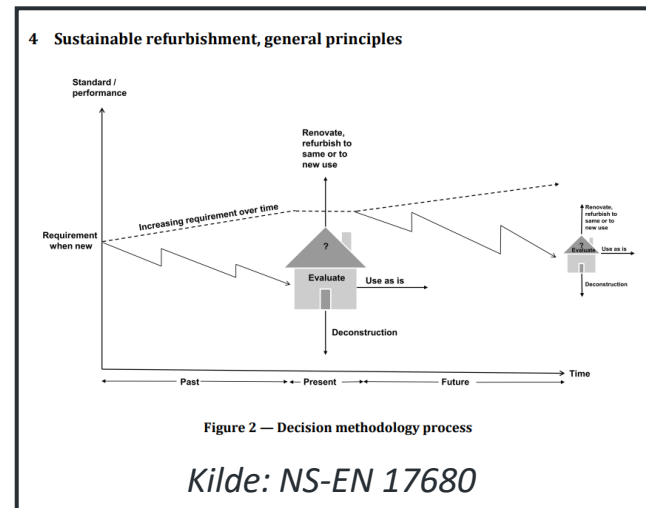 4 Sustainable refurbishment, general principles
Standard /
performance
Renovate,
refurbish to
same or to
new use
Increasing requirement over time
Requirement
when new
?
Evaluate
Use as is
Deconstruction
Renovate,
refurbish to
same or to
new use
?
Evaluate
Use as is
Deconstruction
Time
Past
Present
Future
Figure 2 — Decision methodology process
Kilde: NS-EN 17680